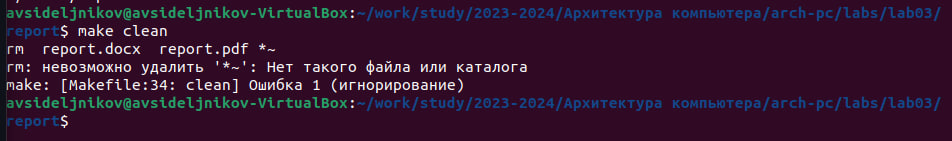 avsideljnikov@avsideljnikov-VirtualBox:~/work/study/2023-2024/Архитектура компьютера/arch-pc/labs/lab03/
report$ make clean
rm  report.docx  report.pdf *~
rm: невозможно удалить '*~': Нет такого файла или каталога
make: [Makefile:34: clean] Ошибка 1 (игнорирование)
avsideljnikov@avsideljnikov-VirtualBox:~/work/study/2023-2024/Архитектура компьютера/arch-pc/labs/lab03/
report$